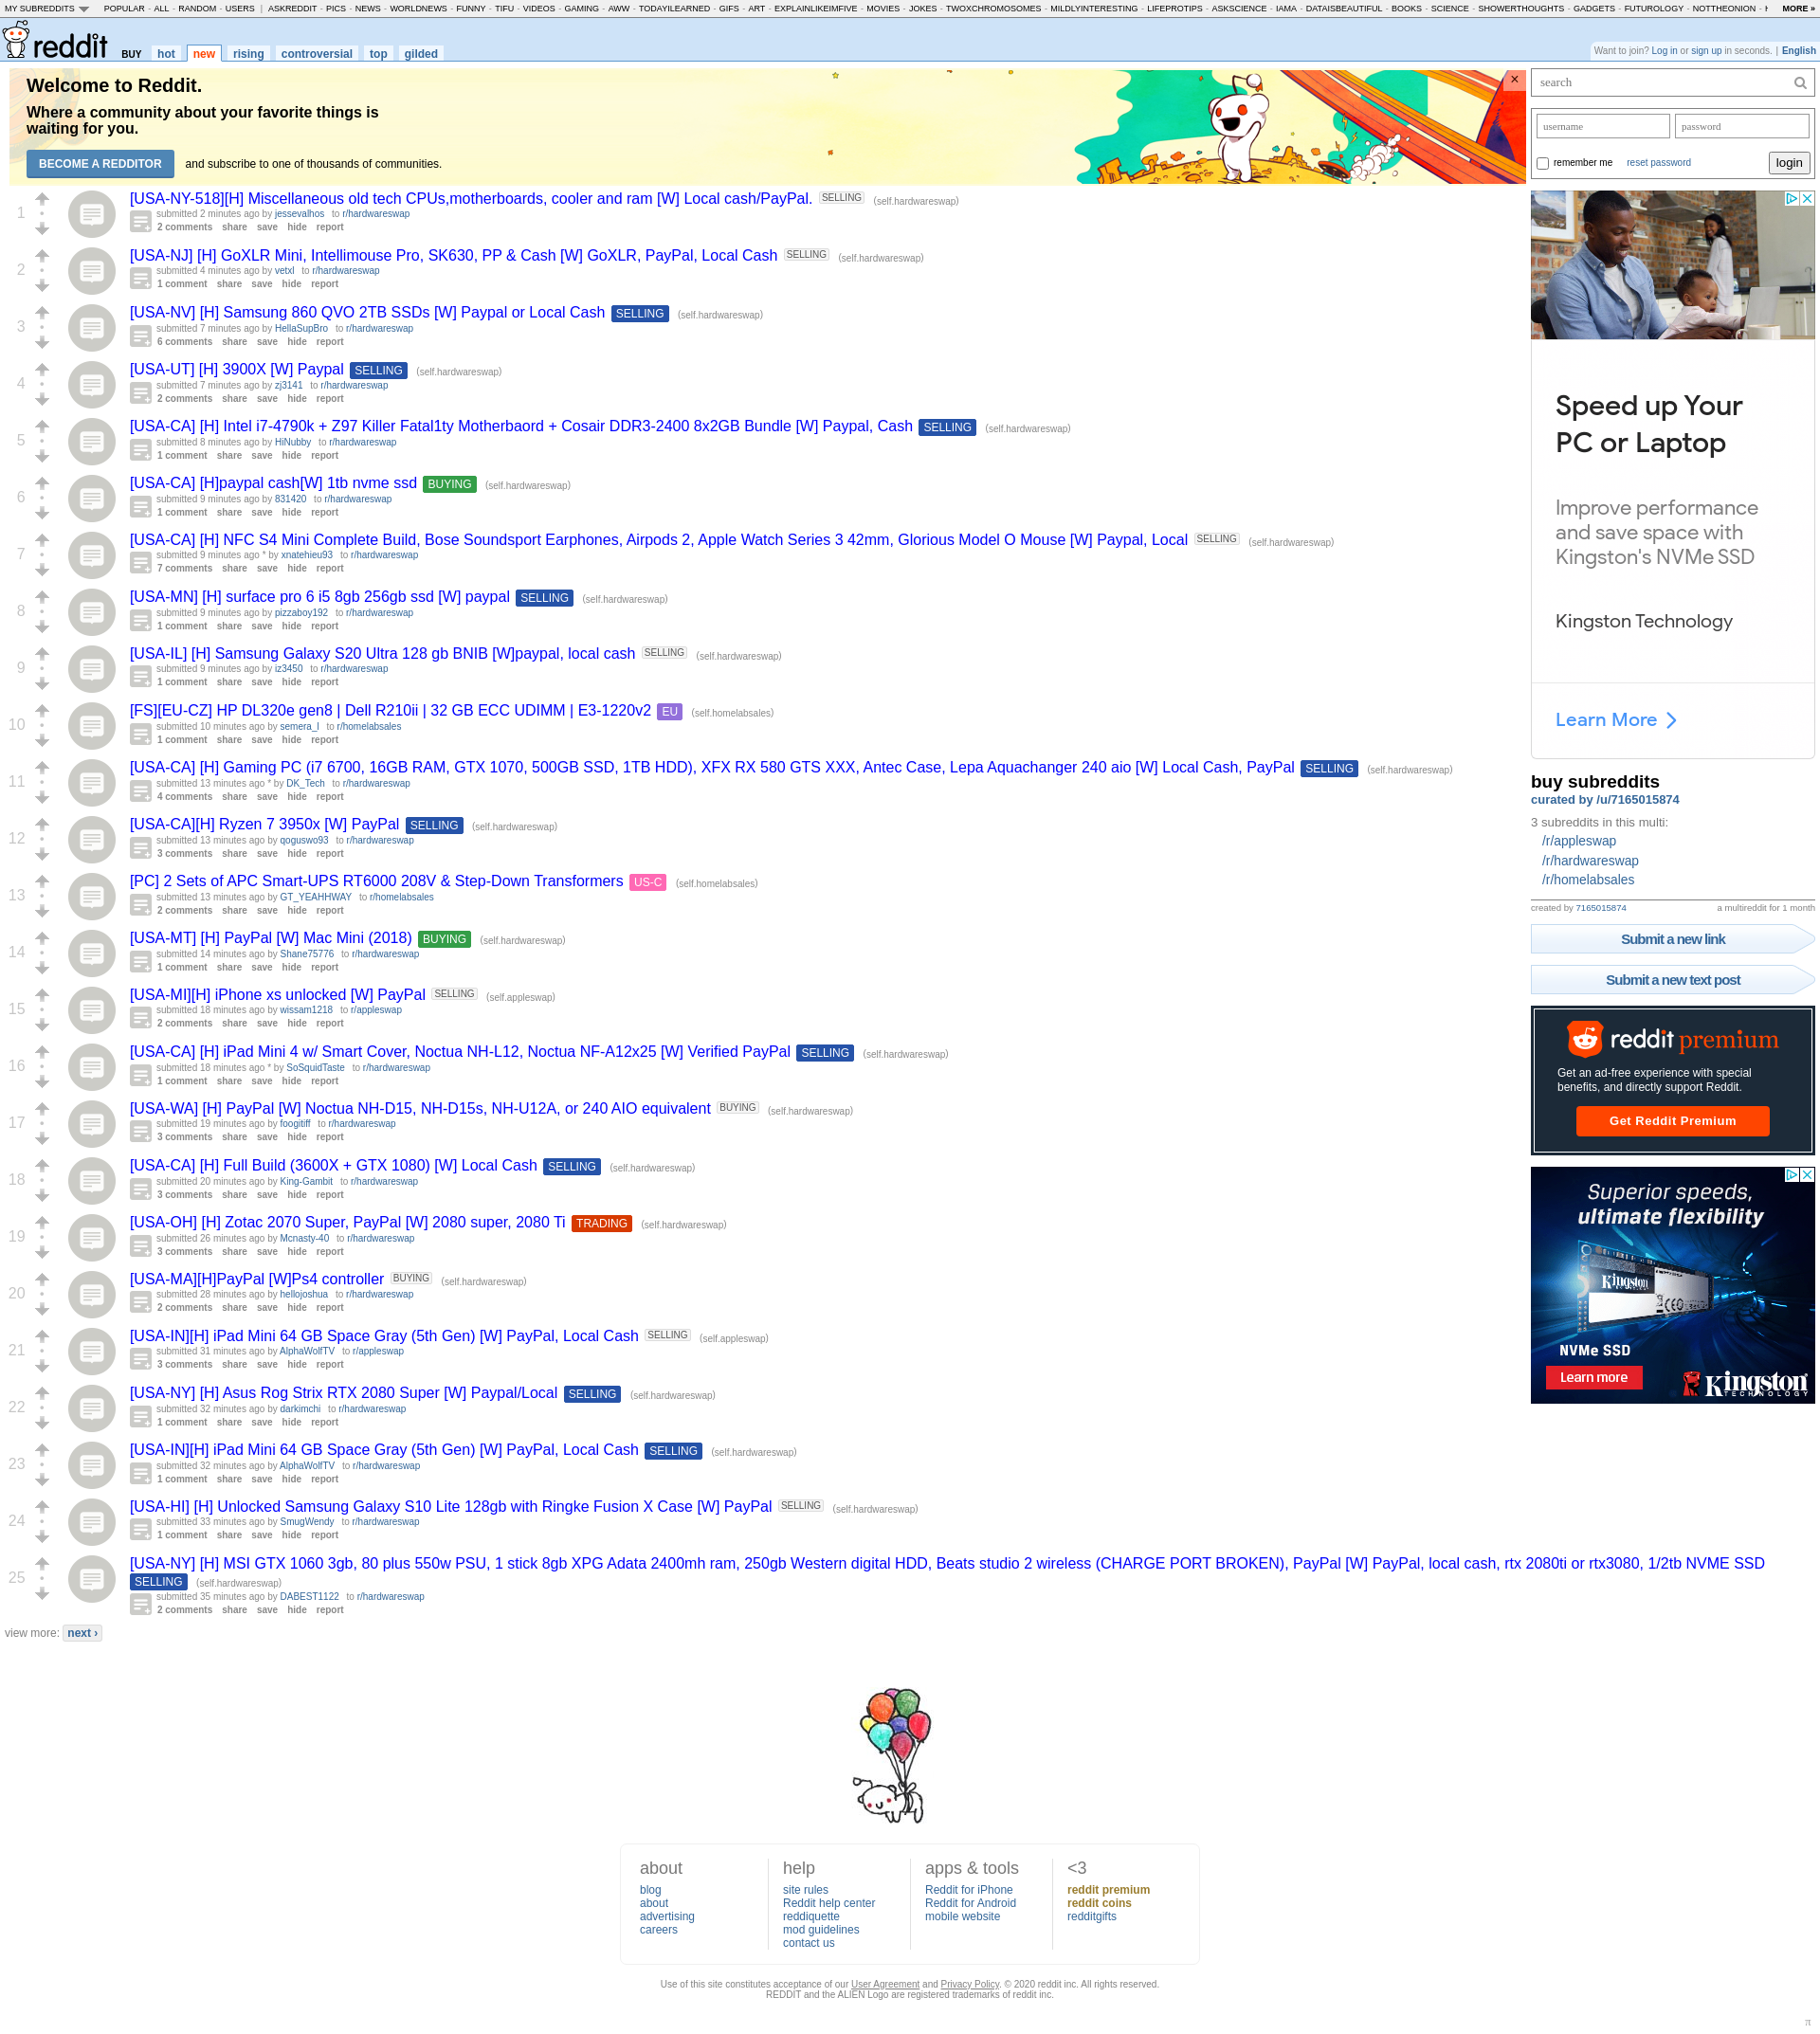 MY SUBREDDITS POPULAR - ALL - RANDOM - USERS | ASKREDDIT - PICS - NEWS - WORLDNEWS - FUNNY - TIFU - VIDEOS - GAMING - AWW - TODAYILEARNED - GIFS - ART - EXPLAINLIKEIMFIVE - MOVIES - JOKES - TWOXCHROMOSOMES - MILDLYINTERESTING - LIFEPROTIPS - ASKSCIENCE - IAMA - DATAISBEAUTIFUL - BOOKS - SCIENCE - SHOWERTHOUGHTS - GADGETS - FUTUROLOGY - NOTTHEONION - MORE »
reddit BUY hot new rising controversial top gilded
Want to join? Log in or sign up in seconds. | English
Welcome to Reddit.
Where a community about your favorite things is
waiting for you.
BECOME A REDDITOR and subscribe to one of thousands of communities.
1
[USA-NY-518][H] Miscellaneous old tech CPUs,motherboards, cooler and ram [W] Local cash/PayPal. SELLING (self.hardwareswap)
submitted 2 minutes ago by jessevalhos to r/hardwareswap
2 comments share save hide report
2
[USA-NJ] [H] GoXLR Mini, Intellimouse Pro, SK630, PP & Cash [W] GoXLR, PayPal, Local Cash SELLING (self.hardwareswap)
submitted 4 minutes ago by vetxl to r/hardwareswap
1 comment share save hide report
3
[USA-NV] [H] Samsung 860 QVO 2TB SSDs [W] Paypal or Local Cash SELLING (self.hardwareswap)
submitted 7 minutes ago by HellaSupBro to r/hardwareswap
6 comments share save hide report
4
[USA-UT] [H] 3900X [W] Paypal SELLING (self.hardwareswap)
submitted 7 minutes ago by zj3141 to r/hardwareswap
2 comments share save hide report
5
[USA-CA] [H] Intel i7-4790k + Z97 Killer Fatal1ty Motherbaord + Cosair DDR3-2400 8x2GB Bundle [W] Paypal, Cash SELLING (self.hardwareswap)
submitted 8 minutes ago by HiNubby to r/hardwareswap
1 comment share save hide report
6
[USA-CA] [H]paypal cash[W] 1tb nvme ssd BUYING (self.hardwareswap)
submitted 9 minutes ago by 831420 to r/hardwareswap
1 comment share save hide report
7
[USA-CA] [H] NFC S4 Mini Complete Build, Bose Soundsport Earphones, Airpods 2, Apple Watch Series 3 42mm, Glorious Model O Mouse [W] Paypal, Local SELLING (self.hardwareswap)
submitted 9 minutes ago * by xnatehieu93 to r/hardwareswap
7 comments share save hide report
8
[USA-MN] [H] surface pro 6 i5 8gb 256gb ssd [W] paypal SELLING (self.hardwareswap)
submitted 9 minutes ago by pizzaboy192 to r/hardwareswap
1 comment share save hide report
9
[USA-IL] [H] Samsung Galaxy S20 Ultra 128 gb BNIB [W]paypal, local cash SELLING (self.hardwareswap)
submitted 9 minutes ago by iz3450 to r/hardwareswap
1 comment share save hide report
10
[FS][EU-CZ] HP DL320e gen8 | Dell R210ii | 32 GB ECC UDIMM | E3-1220v2 EU (self.homelabsales)
submitted 10 minutes ago by semera_l to r/homelabsales
1 comment share save hide report
11
[USA-CA] [H] Gaming PC (i7 6700, 16GB RAM, GTX 1070, 500GB SSD, 1TB HDD), XFX RX 580 GTS XXX, Antec Case, Lepa Aquachanger 240 aio [W] Local Cash, PayPal SELLING (self.hardwareswap)
submitted 13 minutes ago * by DK_Tech to r/hardwareswap
4 comments share save hide report
12
[USA-CA][H] Ryzen 7 3950x [W] PayPal SELLING (self.hardwareswap)
submitted 13 minutes ago by qoguswo93 to r/hardwareswap
3 comments share save hide report
13
[PC] 2 Sets of APC Smart-UPS RT6000 208V & Step-Down Transformers US-C (self.homelabsales)
submitted 13 minutes ago by GT_YEAHHWAY to r/homelabsales
2 comments share save hide report
14
[USA-MT] [H] PayPal [W] Mac Mini (2018) BUYING (self.hardwareswap)
submitted 14 minutes ago by Shane75776 to r/hardwareswap
1 comment share save hide report
15
[USA-MI][H] iPhone xs unlocked [W] PayPal SELLING (self.appleswap)
submitted 18 minutes ago by wissam1218 to r/appleswap
2 comments share save hide report
16
[USA-CA] [H] iPad Mini 4 w/ Smart Cover, Noctua NH-L12, Noctua NF-A12x25 [W] Verified PayPal SELLING (self.hardwareswap)
submitted 18 minutes ago * by SoSquidTaste to r/hardwareswap
1 comment share save hide report
17
[USA-WA] [H] PayPal [W] Noctua NH-D15, NH-D15s, NH-U12A, or 240 AIO equivalent BUYING (self.hardwareswap)
submitted 19 minutes ago by foogitiff to r/hardwareswap
3 comments share save hide report
18
[USA-CA] [H] Full Build (3600X + GTX 1080) [W] Local Cash SELLING (self.hardwareswap)
submitted 20 minutes ago by King-Gambit to r/hardwareswap
3 comments share save hide report
19
[USA-OH] [H] Zotac 2070 Super, PayPal [W] 2080 super, 2080 Ti TRADING (self.hardwareswap)
submitted 26 minutes ago by Mcnasty-40 to r/hardwareswap
3 comments share save hide report
20
[USA-MA][H]PayPal [W]Ps4 controller BUYING (self.hardwareswap)
submitted 28 minutes ago by hellojoshua to r/hardwareswap
2 comments share save hide report
21
[USA-IN][H] iPad Mini 64 GB Space Gray (5th Gen) [W] PayPal, Local Cash SELLING (self.appleswap)
submitted 31 minutes ago by AlphaWolfTV to r/appleswap
3 comments share save hide report
22
[USA-NY] [H] Asus Rog Strix RTX 2080 Super [W] Paypal/Local SELLING (self.hardwareswap)
submitted 32 minutes ago by darkimchi to r/hardwareswap
1 comment share save hide report
23
[USA-IN][H] iPad Mini 64 GB Space Gray (5th Gen) [W] PayPal, Local Cash SELLING (self.hardwareswap)
submitted 32 minutes ago by AlphaWolfTV to r/hardwareswap
1 comment share save hide report
24
[USA-HI] [H] Unlocked Samsung Galaxy S10 Lite 128gb with Ringke Fusion X Case [W] PayPal SELLING (self.hardwareswap)
submitted 33 minutes ago by SmugWendy to r/hardwareswap
1 comment share save hide report
25
[USA-NY] [H] MSI GTX 1060 3gb, 80 plus 550w PSU, 1 stick 8gb XPG Adata 2400mh ram, 250gb Western digital HDD, Beats studio 2 wireless (CHARGE PORT BROKEN), PayPal [W] PayPal, local cash, rtx 2080ti or rtx3080, 1/2tb NVME SSD
SELLING (self.hardwareswap)
submitted 35 minutes ago by DABEST1122 to r/hardwareswap
2 comments share save hide report
view more: next ›
search
username password
remember me reset password login
Speed up Your
PC or Laptop
Improve performance
and save space with
Kingston's NVMe SSD
Kingston Technology
Learn More
buy subreddits
curated by /u/7165015874
3 subreddits in this multi:
/r/appleswap
/r/hardwareswap
/r/homelabsales
created by 7165015874 a multireddit for 1 month
Submit a new link
Submit a new text post
reddit premium
Get an ad-free experience with special
benefits, and directly support Reddit.
Get Reddit Premium
Superior speeds,
ultimate flexibility
Kingston
NVMe SSD
Learn more
Kingston
TECHNOLOGY
about
blog
about
advertising
careers
help
site rules
Reddit help center
reddiquette
mod guidelines
contact us
apps & tools
Reddit for iPhone
Reddit for Android
mobile website
<3
reddit premium
reddit coins
redditgifts
Use of this site constitutes acceptance of our User Agreement and Privacy Policy. © 2020 reddit inc. All rights reserved.
REDDIT and the ALIEN Logo are registered trademarks of reddit inc.
π